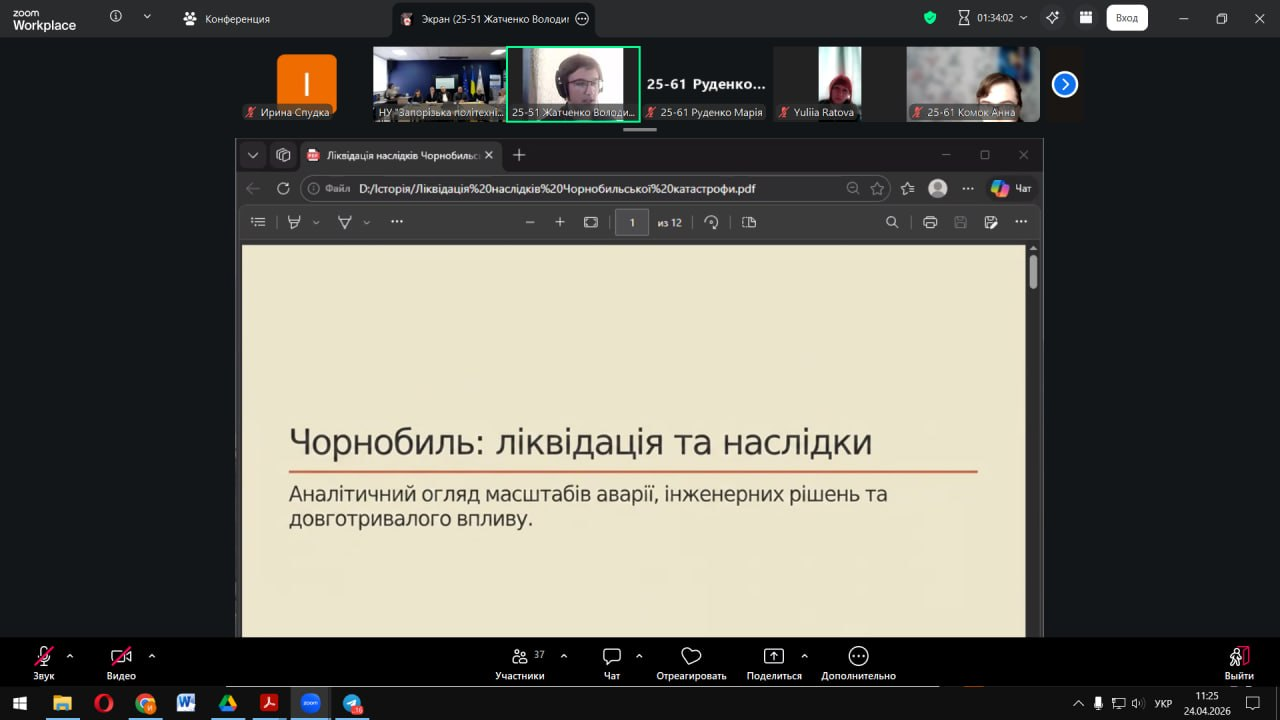 zoom
Workplace
Конференция
Экран (25-51 Жатченко Володи
01:34:02
Вход
І
25-61 Руденко...
Ирина Спудка
НУ "Запорізька політехні...
25-51 Жатченко Володи...
25-61 Руденко Марія
Yuliia Ratova
25-61 Комок Анна
Ліквідація наслідків Чорнобильсь
Файл
D:/Історія/Ліквідація%20наслідків%20Чорнобильської%20катастрофи.pdf
Чат
1 из 12
Чорнобиль: ліквідація та наслідки
Аналітичний огляд масштабів аварії, інженерних рішень та
довготривалого впливу.
37
Звук
Видео
Участники
Чат
Отреагировать
Поделиться
Дополнительно
Выйти
zoom
УКР
11:25
24.04.2026